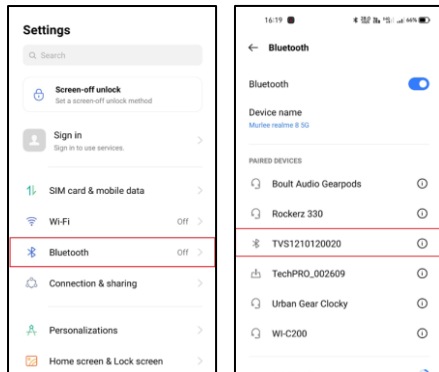 Settings
Search
Screen-off unlock
Set a screen-off unlock method
Sign in
Sign in to use services.
SIM card & mobile data
Wi-Fi Off
Bluetooth Off
Connection & sharing
Personalizations
Home screen & Lock screen
16:19 66%
Bluetooth
Bluetooth
Device name
Murlee realme 8 5G
PAIRED DEVICES
Boult Audio Gearpods
Rockerz 330
TVS1210120020
TechPRO_002609
Urban Gear Clocky
WI-C200